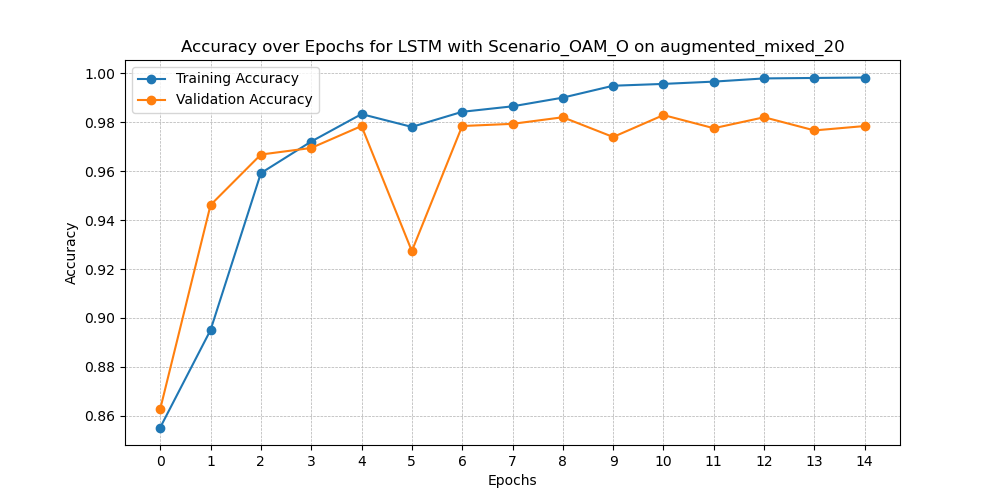 Accuracy over Epochs for LSTM with Scenario_OAM_O on augmented_mixed_20
Training Accuracy
Validation Accuracy
1.00
0.98
0.96
0.94
0.92
0.90
0.88
0.86
Accuracy
0 1 2 3 4 5 6 7 8 9 10 11 12 13 14
Epochs